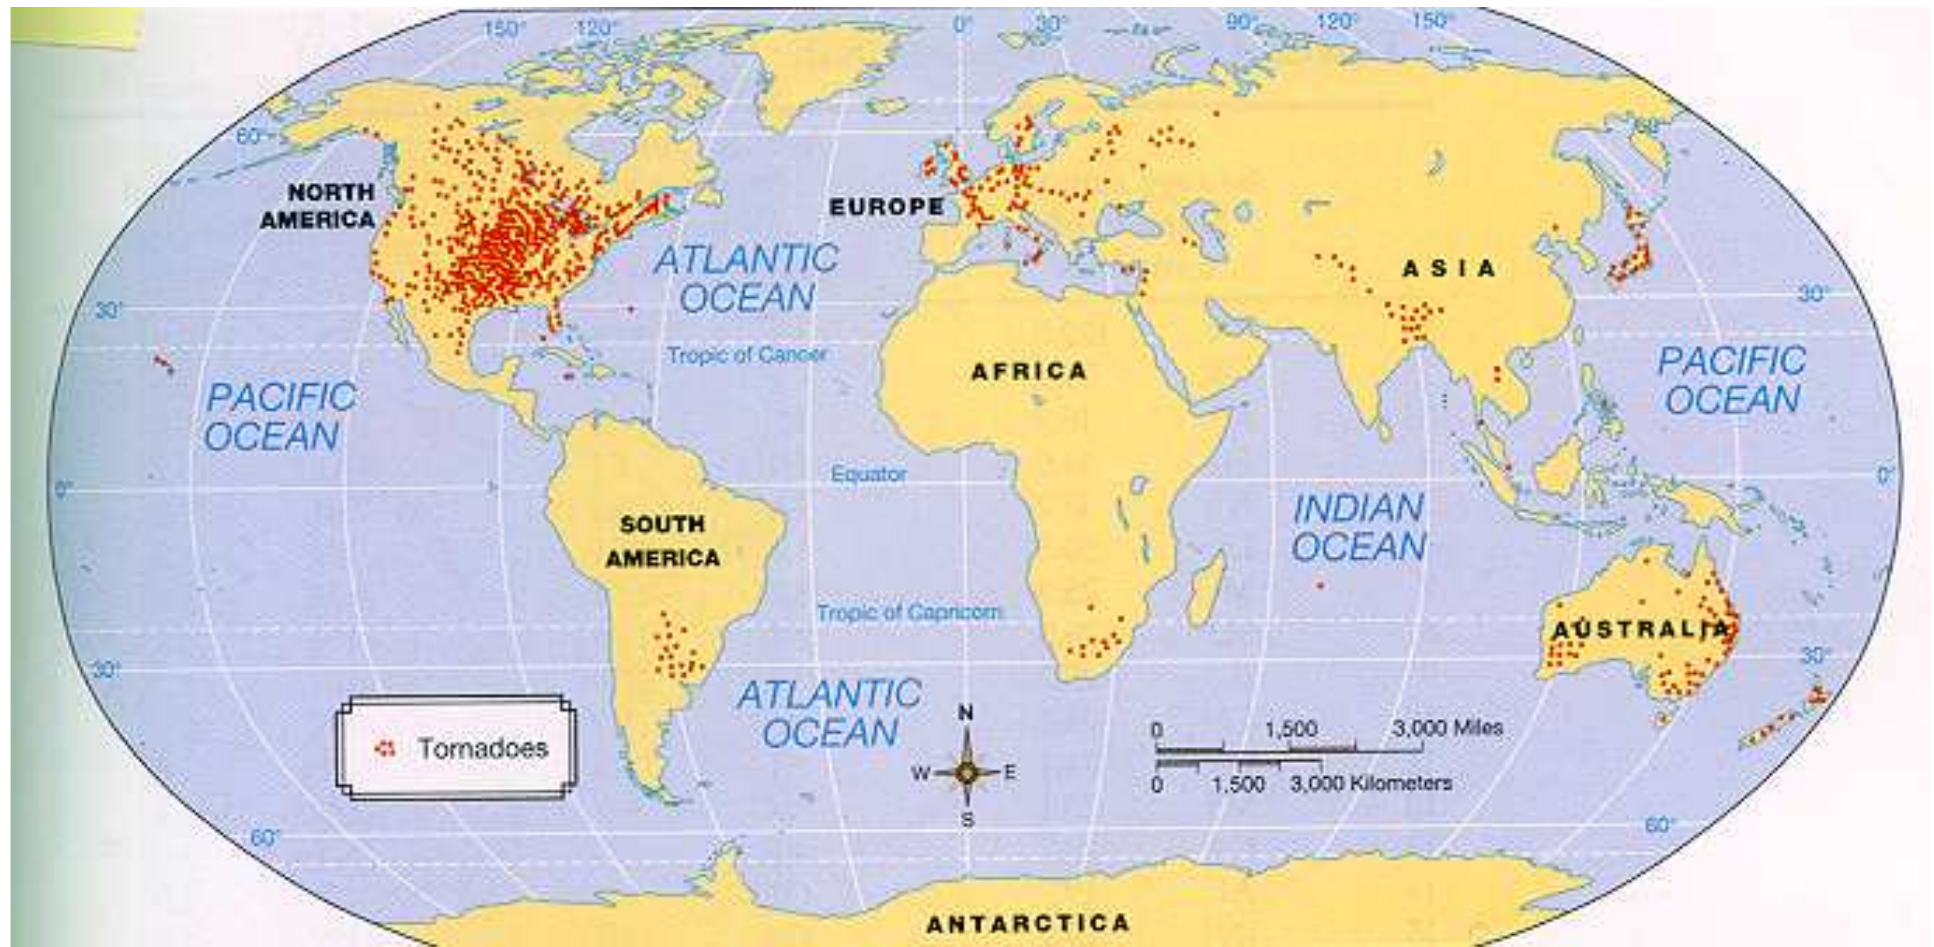 150° 120° 0° 30° 90° 120° 150°
60° 60°
NORTH
AMERICA
EUROPE
ASIA
ATLANTIC
OCEAN
30° 30°
Tropic of Cancer
AFRICA
PACIFIC
OCEAN
PACIFIC
OCEAN
Equator
0° 0°
INDIAN
OCEAN
SOUTH
AMERICA
Tropic of Capricorn
AUSTRALIA
30° 30°
ATLANTIC
OCEAN
Tornadoes
N
W E
S
0 1,500 3,000 Miles
0 1.500 3,000 Kilometers
60° 60°
ANTARCTICA